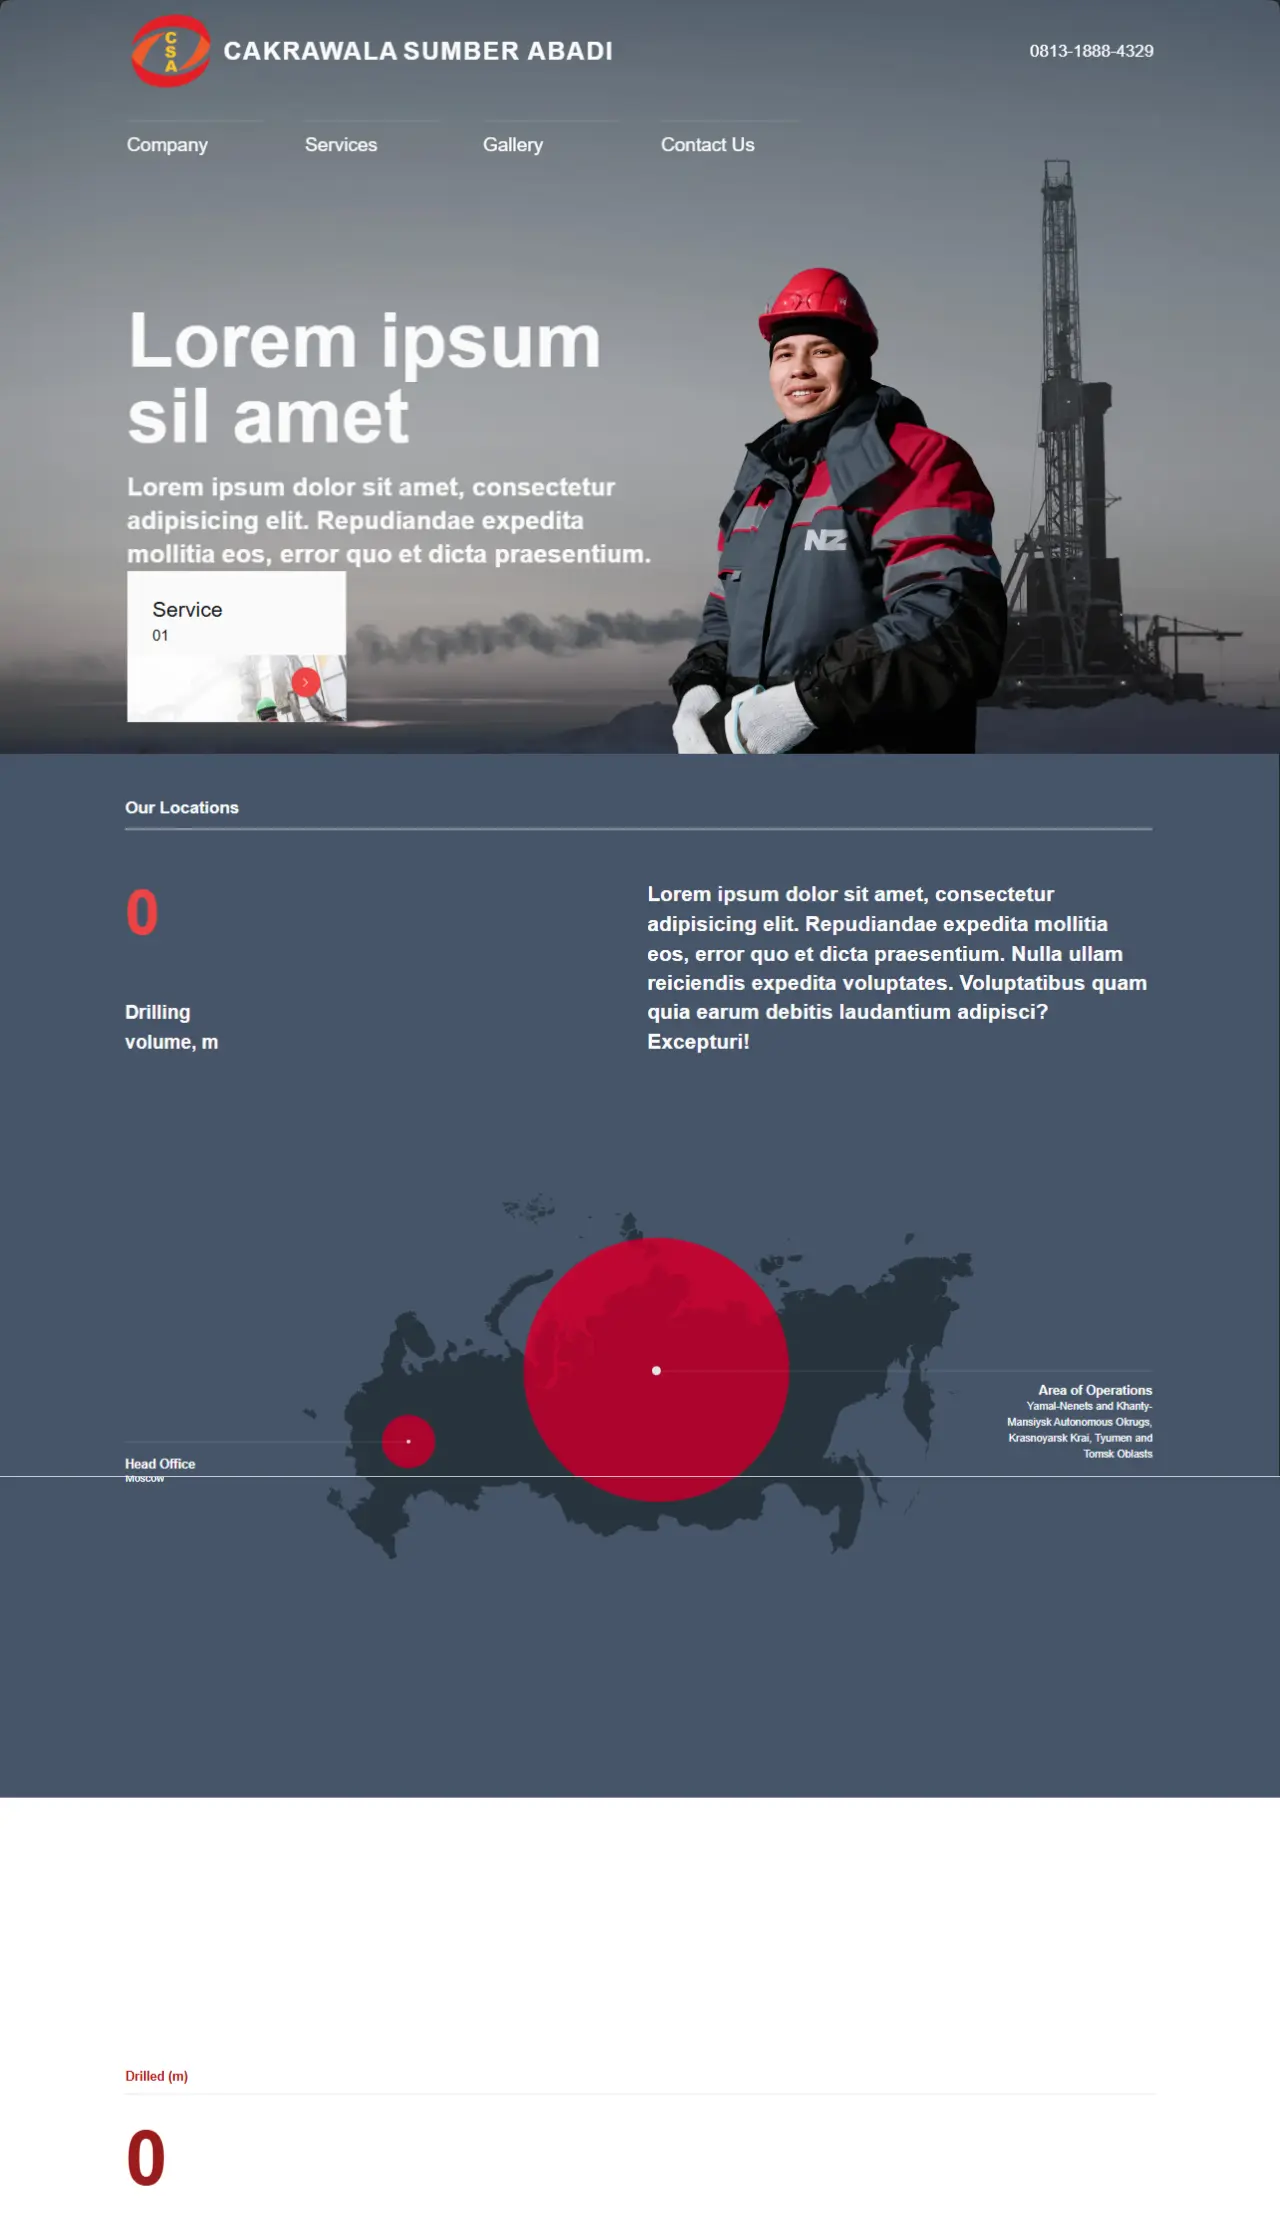 C
S
A
CAKRAWALA SUMBER ABADI
0813-1888-4329
Company
Services
Gallery
Contact Us
Lorem ipsum
sil amet
Lorem ipsum dolor sit amet, consectetur
adipisicing elit. Repudiandae expedita
mollitia eos, error quo et dicta praesentium.
NZ
Service
01
Our Locations
0
Drilling
volume, m
Lorem ipsum dolor sit amet, consectetur
adipisicing elit. Repudiandae expedita mollitia
eos, error quo et dicta praesentium. Nulla ullam
reiciendis expedita voluptates. Voluptatibus quam
quia earum debitis laudantium adipisci?
Excepturi!
Area of Operations
Yamal-Nenets and Khanty-
Mansiysk Autonomous Okrugs,
Krasnoyarsk Krai, Tyumen and
Tomsk Oblasts
Head Office
Moscow
Drilled (m)
0